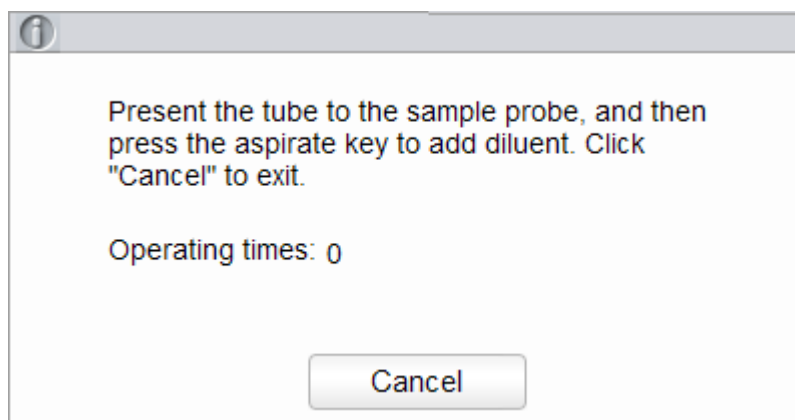 Present the tube to the sample probe, and then
press the aspirate key to add diluent. Click
"Cancel" to exit.
Operating times: 0
Cancel